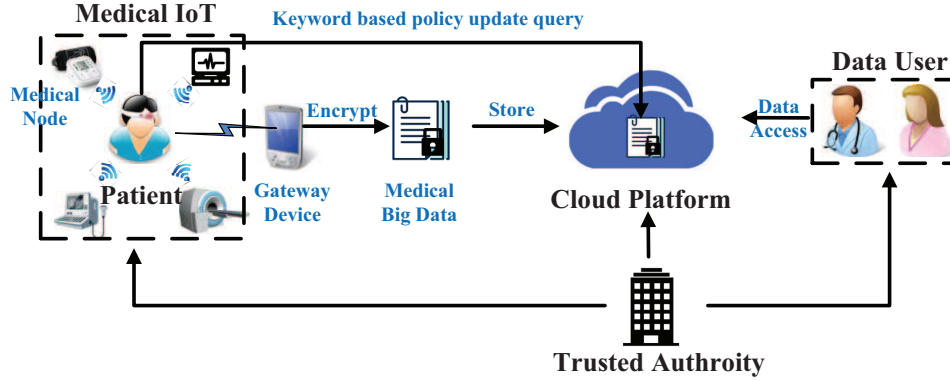 Medical IoT
Keyword based policy update query
Data User
Medical
Node
Encrypt
Store
Data
Access
Patient
Gateway
Device
Medical
Big Data
Cloud Platform
Trusted Authroity